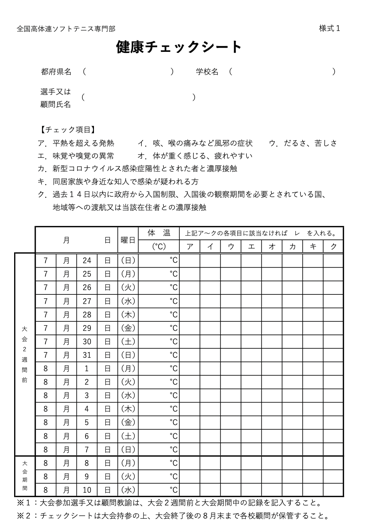 全国高体連ソフトテニス専門部 様式１
健康チェックシート
都府県名 （ ） 学校名 （ ）
選手又は
顧問氏名 （ ）
【チェック項目】
ア．平熱を超える発熱 イ．咳、喉の痛みなど風邪の症状 ウ．だるさ、苦しさ
エ．味覚や嗅覚の異常 オ．体が重く感じる、疲れやすい
カ．新型コロナウイルス感染症陽性とされた者と濃厚接触
キ．同居家族や身近な知人で感染が疑われる方
ク．過去１４日以内に政府から入国制限、入国後の観察期間を必要とされている国、
地域等への渡航又は当該在住者との濃厚接触
月 日 曜日 体 温 上記ア～クの各項目に該当なければ レ を入れる。
（℃） ア イ ウ エ オ カ キ ク
大会２週間前
7 月 24 日 （日） ℃
7 月 25 日 （月） ℃
7 月 26 日 （火） ℃
7 月 27 日 （水） ℃
7 月 28 日 （木） ℃
7 月 29 日 （金） ℃
7 月 30 日 （土） ℃
7 月 31 日 （日） ℃
8 月 1 日 （月） ℃
8 月 2 日 （火） ℃
8 月 3 日 （水） ℃
8 月 4 日 （木） ℃
8 月 5 日 （金） ℃
8 月 6 日 （土） ℃
8 月 7 日 （日） ℃
大会期間
8 月 8 日 （月） ℃
8 月 9 日 （火） ℃
8 月 10 日 （水） ℃
※１：大会参加選手又は顧問教諭は、大会２週間前と大会期間中の記録を記入すること。
※２：チェックシートは大会持参の上、大会終了後の８月末まで各校顧問が保管すること。